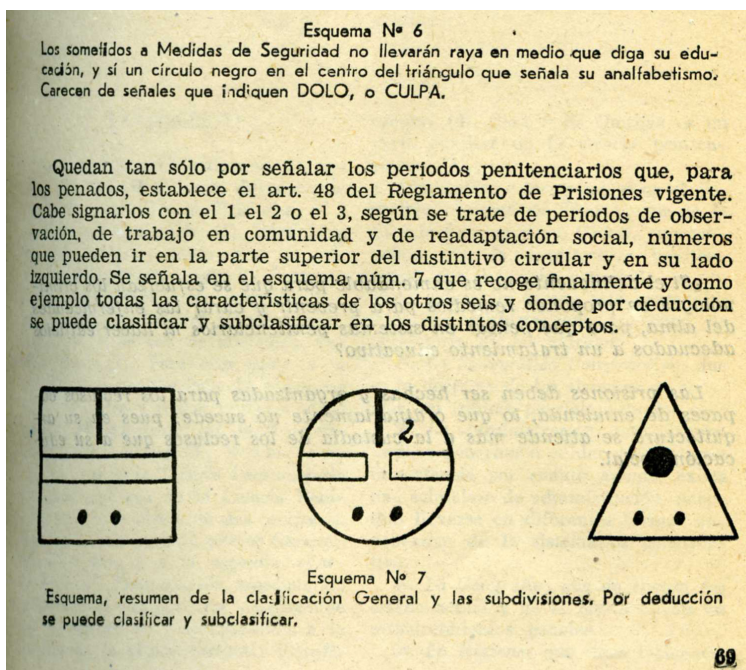 Esquema Nº 6
Los sometidos a Medidas de Seguridad no llevarán raya en medio que diga su edu-
cación, y sí un círculo negro en el centro del triángulo que señala su analfabetismo.
Carecen de señales que indiquen DOLO, o CULPA.
Quedan tan sólo por señalar los períodos penitenciarios que, para
los penados, establece el art. 48 del Reglamento de Prisiones vigente.
Cabe signarlos con el 1 el 2 o el 3, según se trate de períodos de obser-
vación, de trabajo en comunidad y de readaptación social, números
que pueden ir en la parte superior del distintivo circular y en su lado
izquierdo. Se señala en el esquema núm. 7 que recoge finalmente y como
ejemplo todas las características de los otros seis y donde por deducción
se puede clasificar y subclasificar en los distintos conceptos.
2
Esquema Nº 7
Esquema, resumen de la clasificación General y las subdivisiones. Por deducción
se puede clasificar y subclasificar.
69